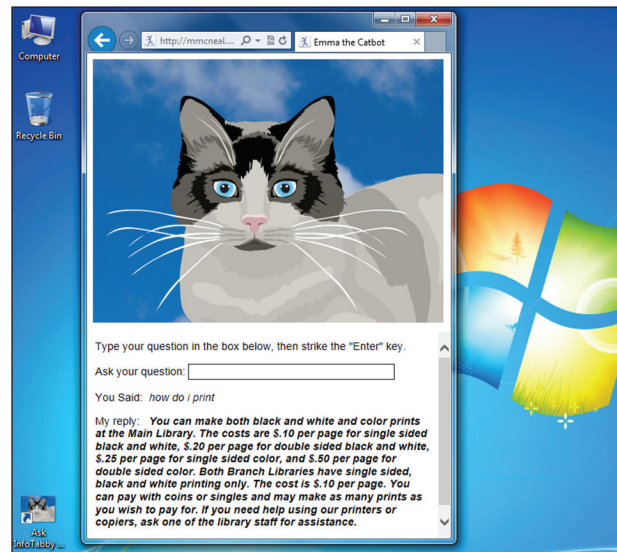 Computer
Recycle Bin
Ask
InfoTabby ...
http://mmcneal....
Emma the Catbot
Type your question in the box below, then strike the "Enter" key.
Ask your question:
You Said: how do i print
My reply: You can make both black and white and color prints
at the Main Library. The costs are $.10 per page for single sided
black and white, $.20 per page for double sided black and white,
$.25 per page for single sided color, and $.50 per page for
double sided color. Both Branch Libraries have single sided,
black and white printing only. The cost is $.10 per page. You
can pay with coins or singles and may make as many prints as
you wish to pay for. If you need help using our printers or
copiers, ask one of the library staff for assistance.